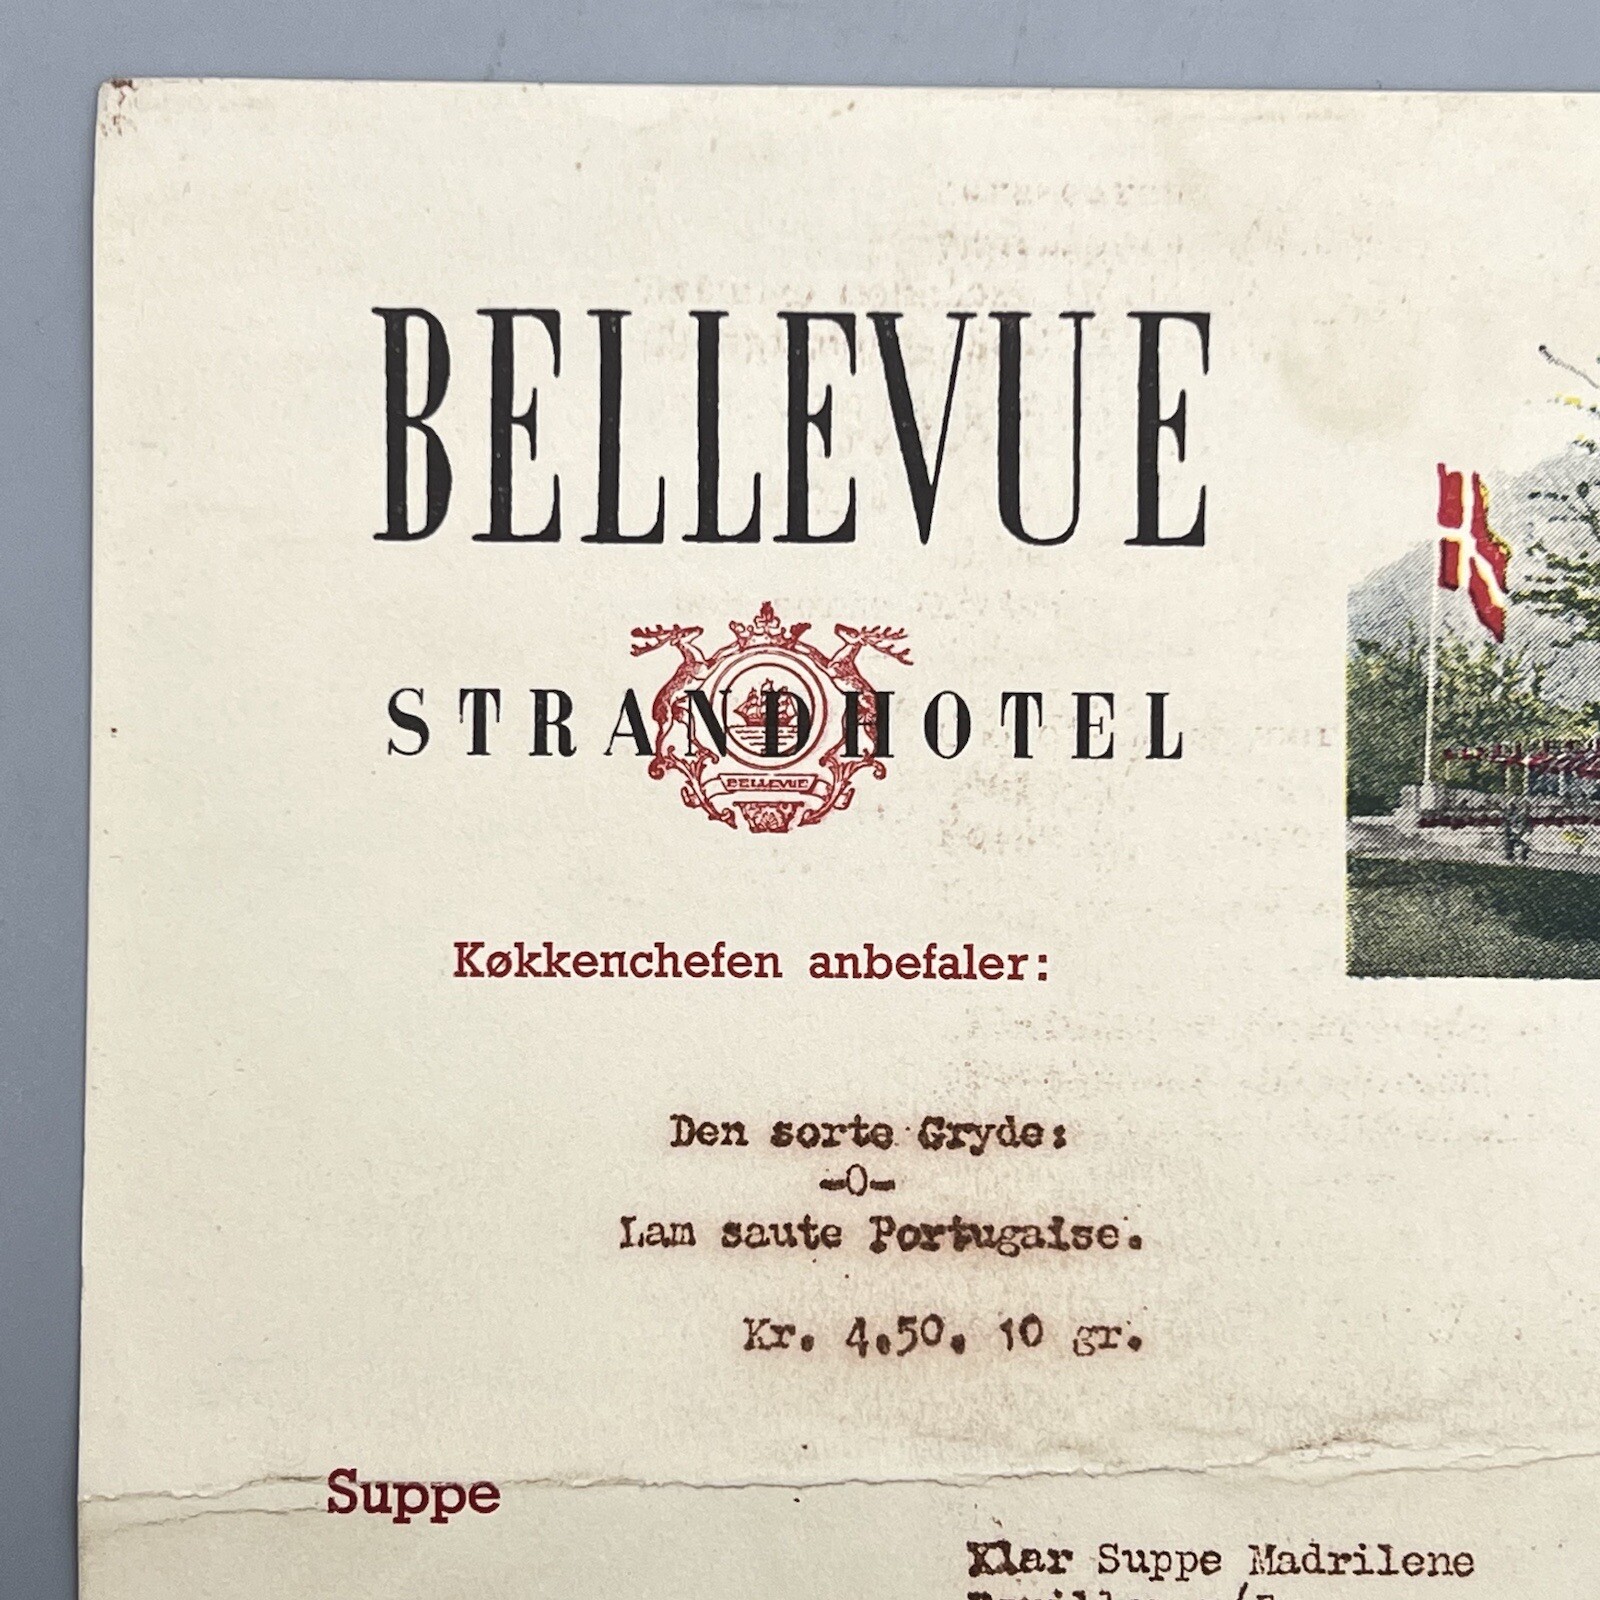 BELLEVUE
STRANDHOTEL
BELLEVUE
Køkkenchefen anbefaler:
Den sorte Gryde:
-0-
Lam saute Portugaise.
Kr. 4.50. 10 gr.
Suppe
Klar Suppe Madrilene